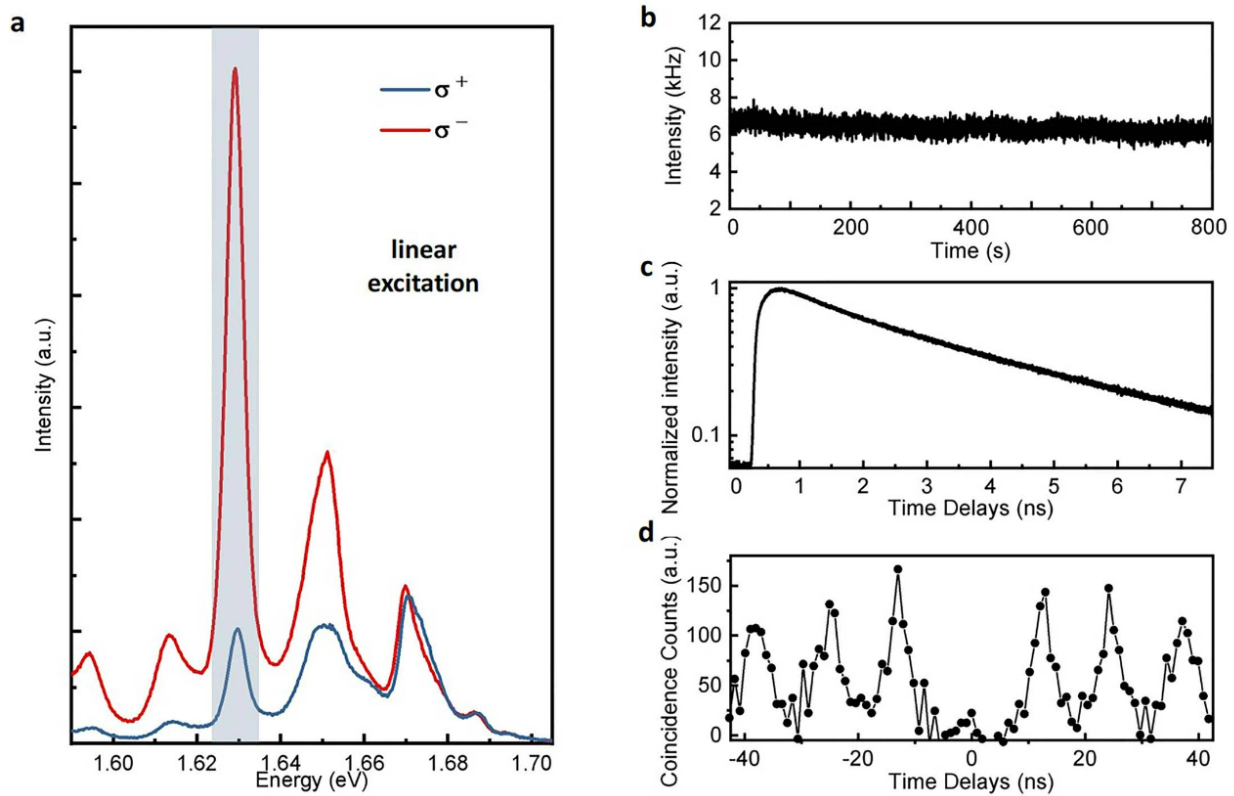 a
σ⁺
σ⁻
linear
excitation
Intensity (a.u.)
1.60 1.62 1.64 1.66 1.68 1.70
Energy (eV)
b
12
10
8
6
4
2
Intensity (kHz)
0 200 400 600 800
Time (s)
c
1
0.1
Normalized intensity (a.u.)
0 1 2 3 4 5 6 7
Time Delays (ns)
d
150
100
50
0
Coincidence Counts (a.u.)
-40 -20 0 20 40
Time Delays (ns)